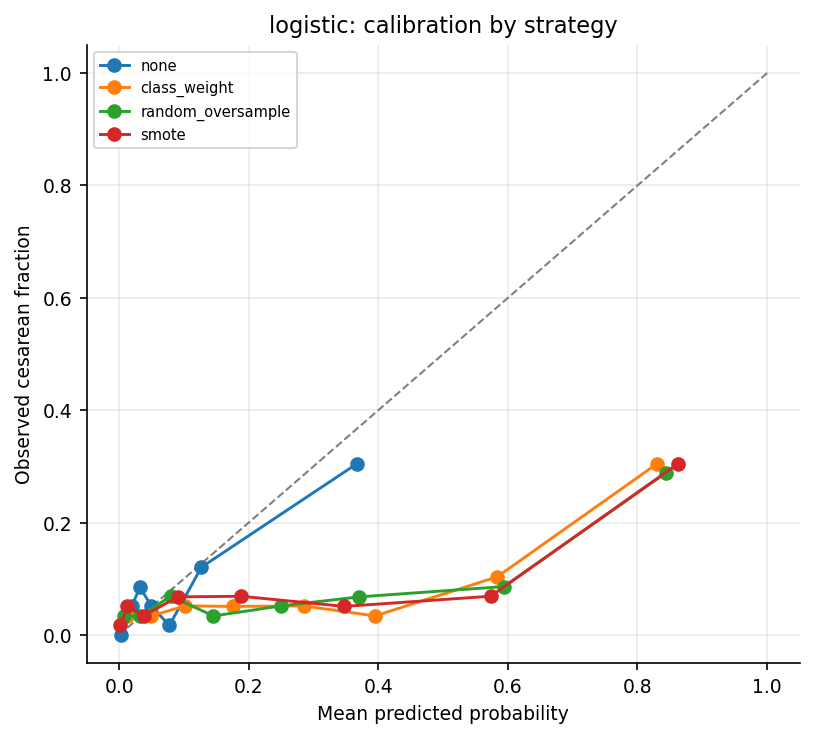 logistic: calibration by strategy
none
class_weight
random_oversample
smote
1.0
0.8
0.6
0.4
0.2
0.0
Observed cesarean fraction
0.0 0.2 0.4 0.6 0.8 1.0
Mean predicted probability